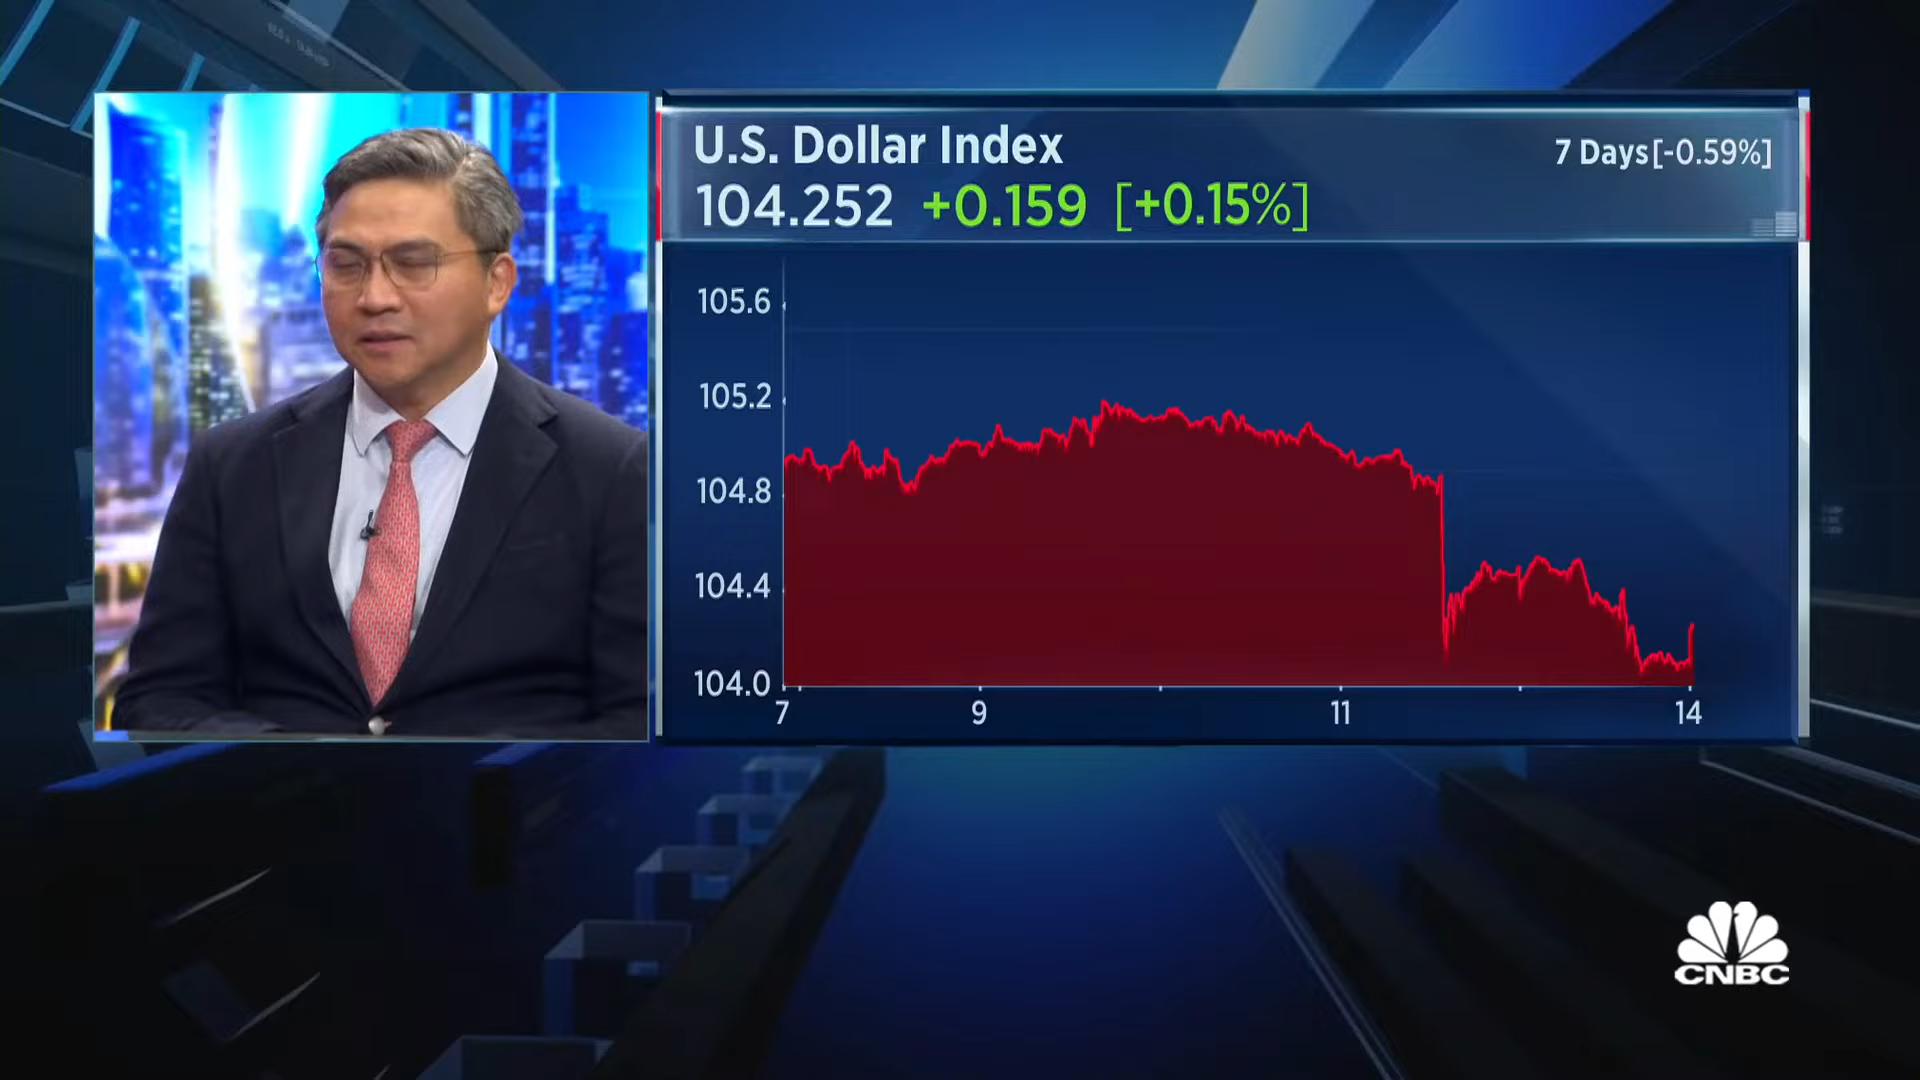 U.S. Dollar Index
7 Days[-0.59%]
104.252 +0.159 [+0.15%]
105.6
105.2
104.8
104.4
104.0
7 9 11 14
CNBC